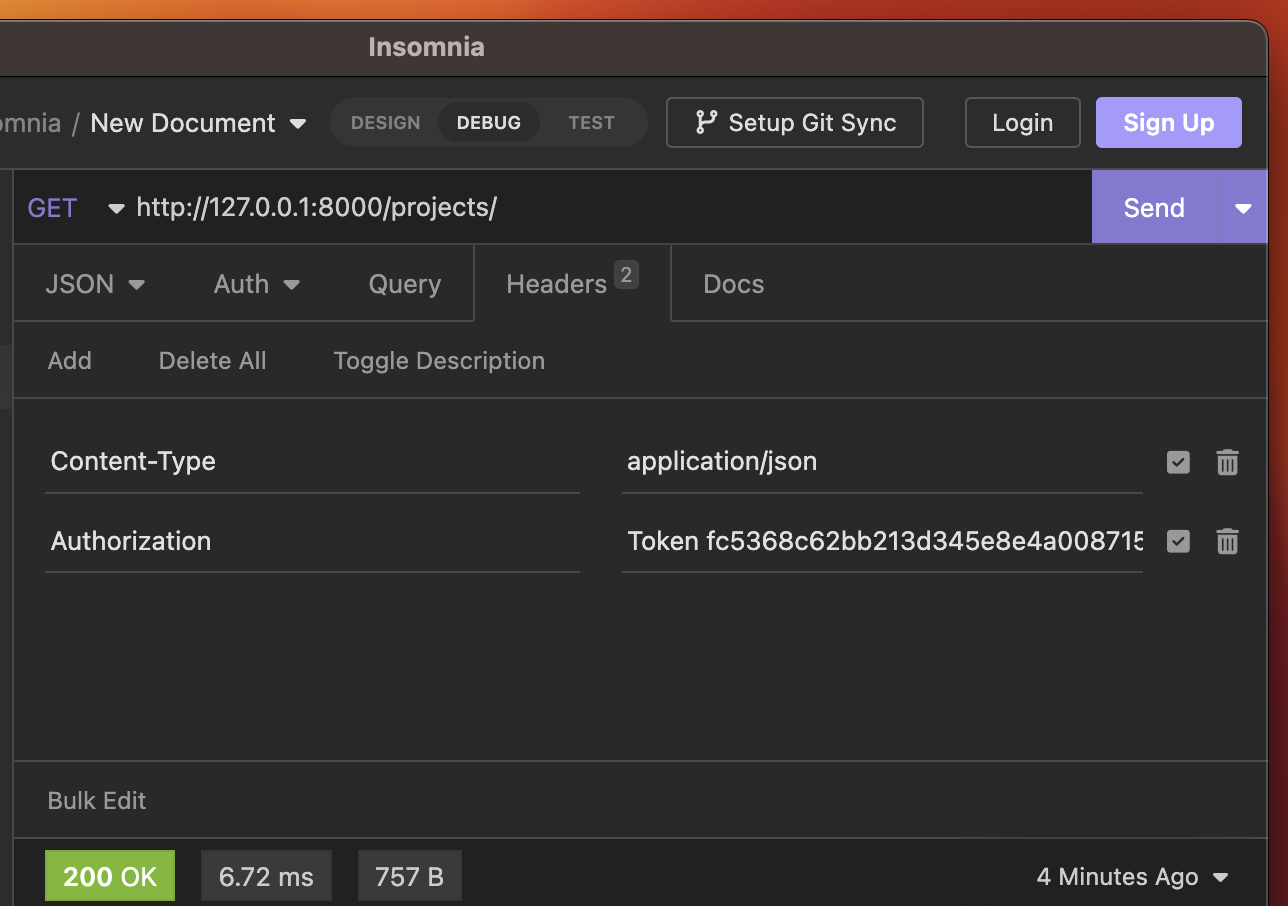 Insomnia
omnia / New Document DESIGN DEBUG TEST Setup Git Sync Login Sign Up
GET http://127.0.0.1:8000/projects/ Send
JSON Auth Query Headers 2 Docs
Add Delete All Toggle Description
Content-Type application/json
Authorization Token fc5368c62bb213d345e8e4a008715
Bulk Edit
200 OK 6.72 ms 757 B 4 Minutes Ago